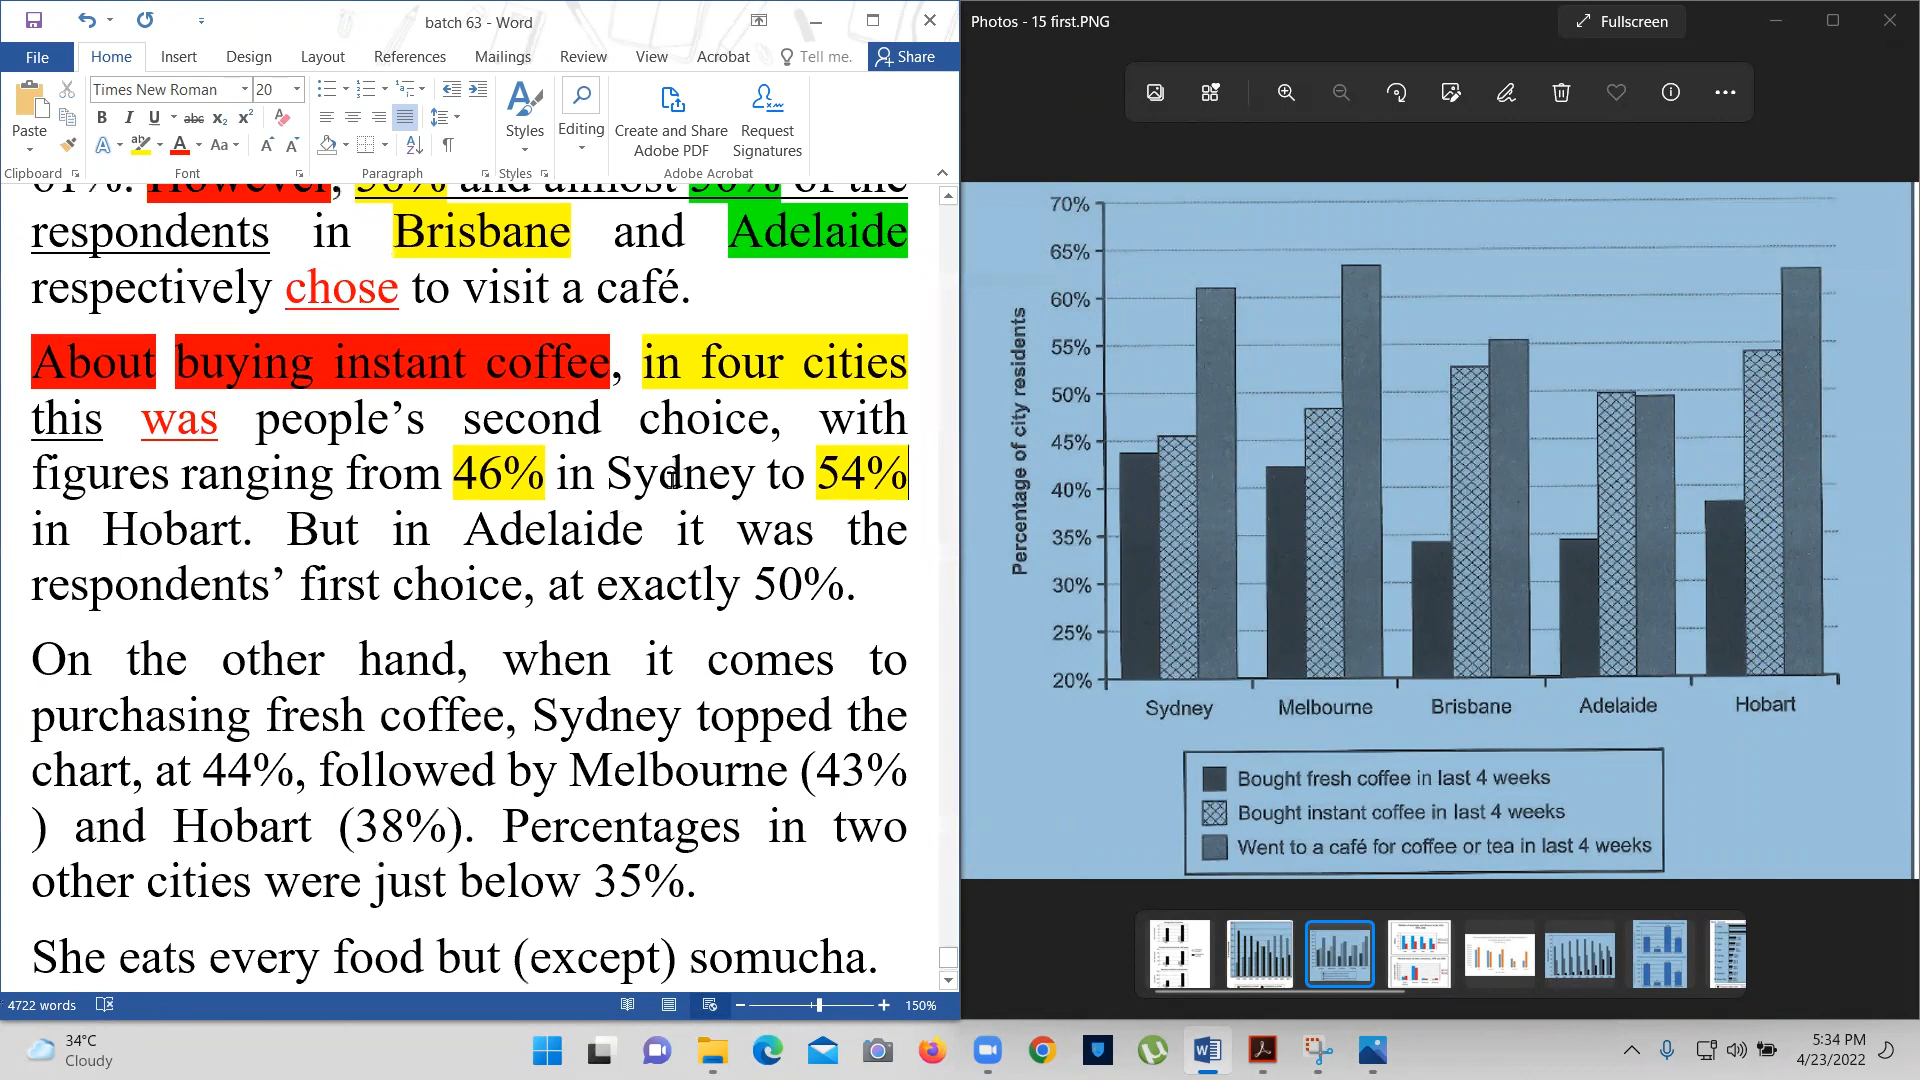 batch 63 - Word
File Home Insert Design Layout References Mailings Review View Acrobat Tell me. Share
Times New Roman 20
Paste
Styles
Editing
Create and Share Adobe PDF
Request Signatures
Clipboard Font Paragraph Styles Adobe Acrobat
61%. However, 56% and almost 50% of the
respondents in Brisbane and Adelaide
respectively chose to visit a café.
About buying instant coffee, in four cities
this was people’s second choice, with
figures ranging from 46% in Sydney to 54%
in Hobart. But in Adelaide it was the
respondents’ first choice, at exactly 50%.
On the other hand, when it comes to
purchasing fresh coffee, Sydney topped the
chart, at 44%, followed by Melbourne (43%
) and Hobart (38%). Percentages in two
other cities were just below 35%.
She eats every food but (except) somucha.
4722 words
150%
Photos - 15 first.PNG
Fullscreen
Percentage of city residents
70%
65%
60%
55%
50%
45%
40%
35%
30%
25%
20%
Sydney Melbourne Brisbane Adelaide Hobart
Bought fresh coffee in last 4 weeks
Bought instant coffee in last 4 weeks
Went to a café for coffee or tea in last 4 weeks
34°C
Cloudy
5:34 PM
4/23/2022